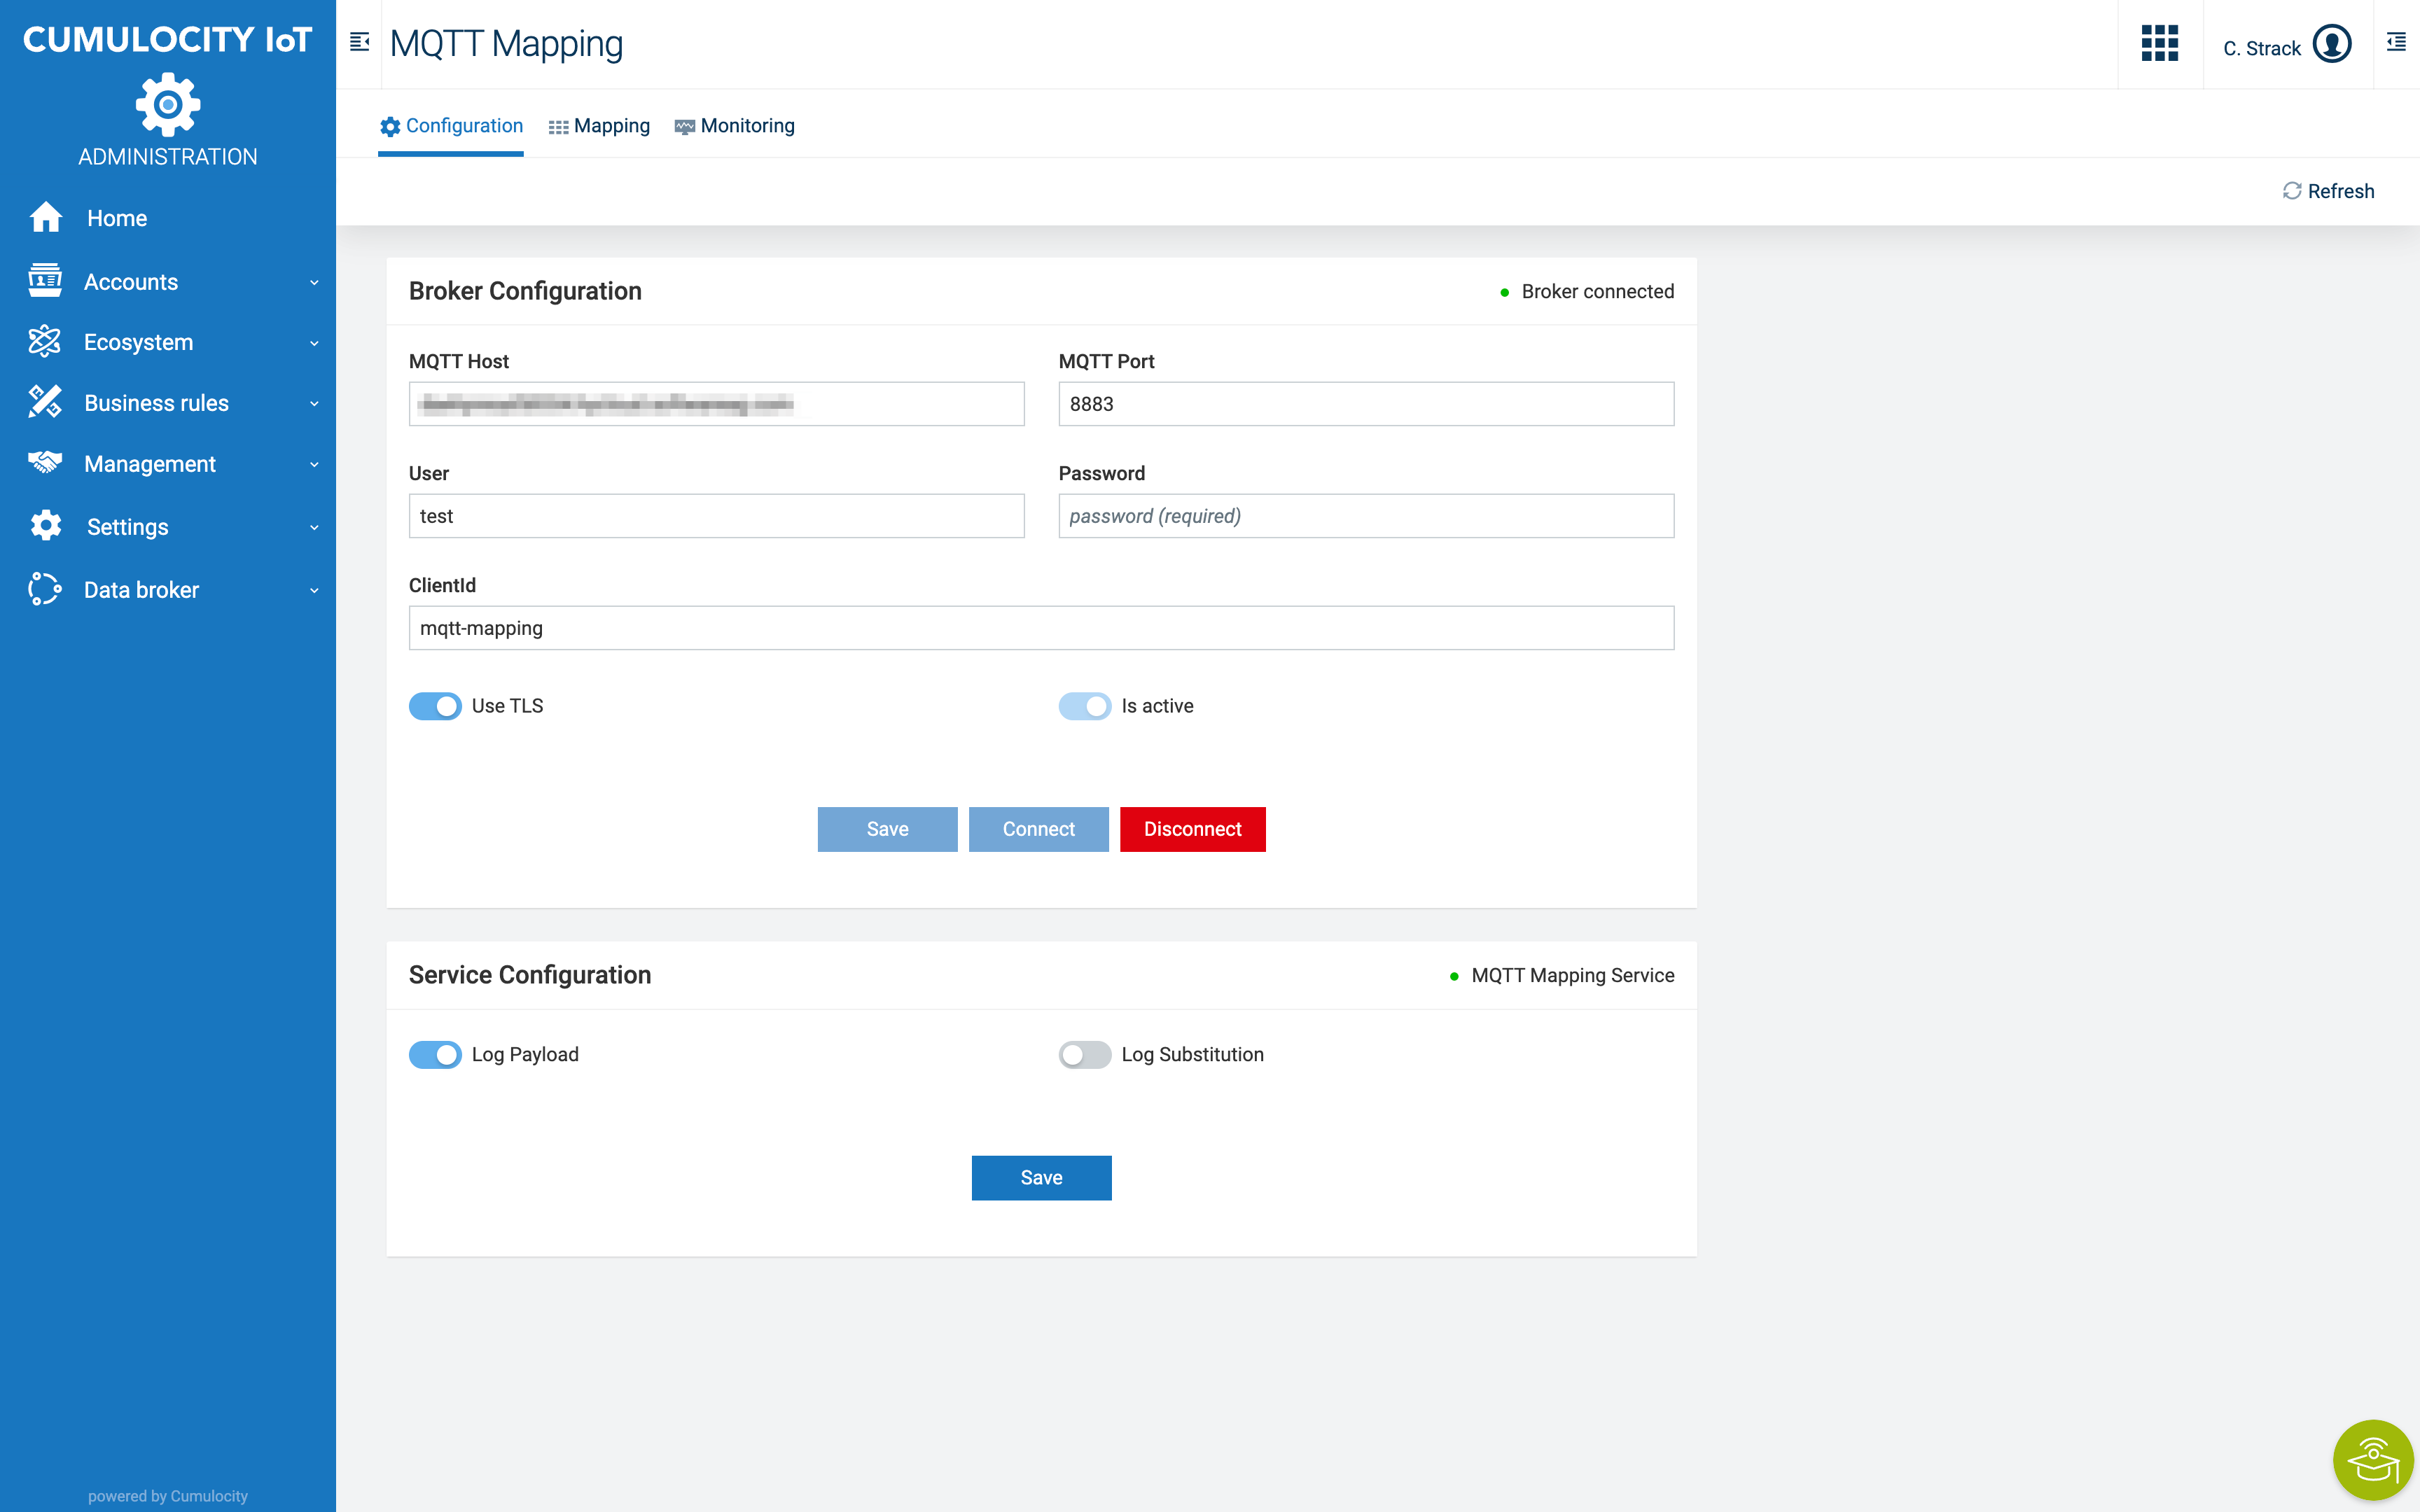 CUMULOCITY IoT
ADMINISTRATION
Home
Accounts
Ecosystem
Business rules
Management
Settings
Data broker
powered by Cumulocity
MQTT Mapping
C. Strack
Configuration
Mapping
Monitoring
Refresh
Broker Configuration
Broker connected
MQTT Host
MQTT Port
8883
User
Password
test
password (required)
ClientId
mqtt-mapping
Use TLS
Is active
Save
Connect
Disconnect
Service Configuration
MQTT Mapping Service
Log Payload
Log Substitution
Save